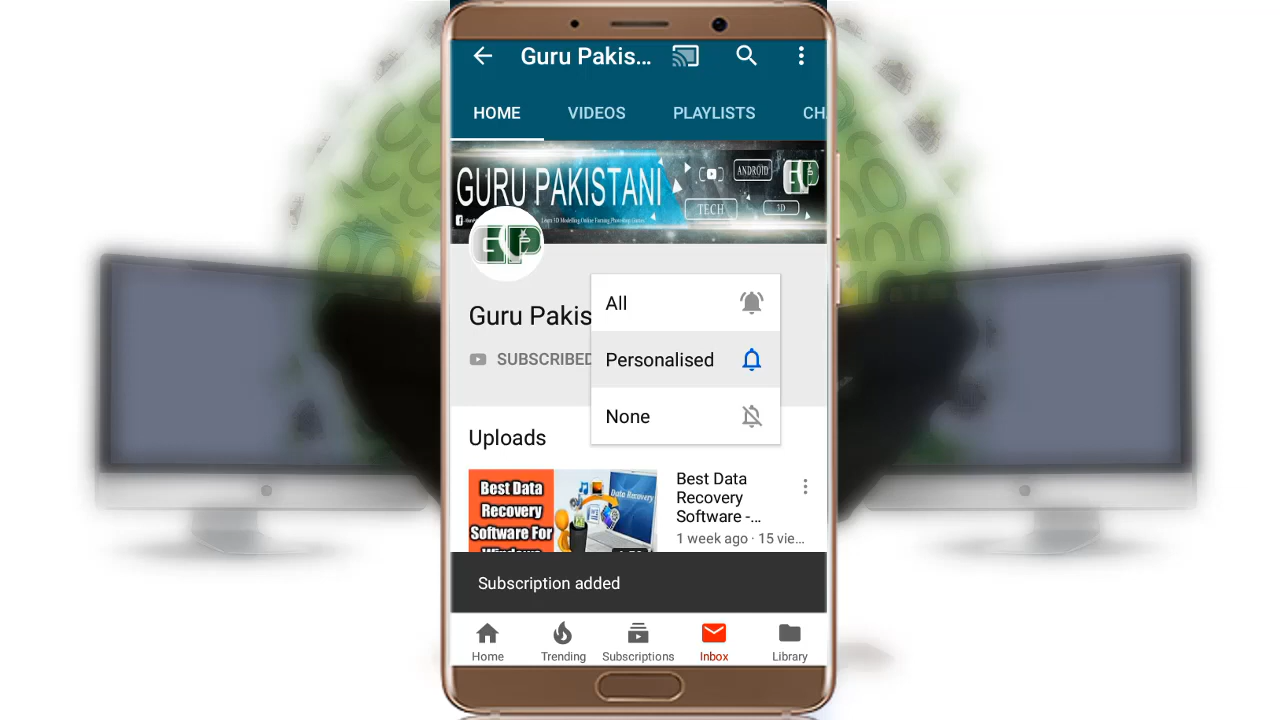 Guru Pakis...
HOME VIDEOS PLAYLISTS CH
GURU PAKISTANI
ANDROID
TECH
3D
Guru Pakis
SUBSCRIBED
All
Personalised
None
Uploads
Best Data
Recovery
Software For
Windows
Data Recovery
Best Data
Recovery
Software -...
1 week ago · 15 vie...
Subscription added
Home Trending Subscriptions Inbox Library